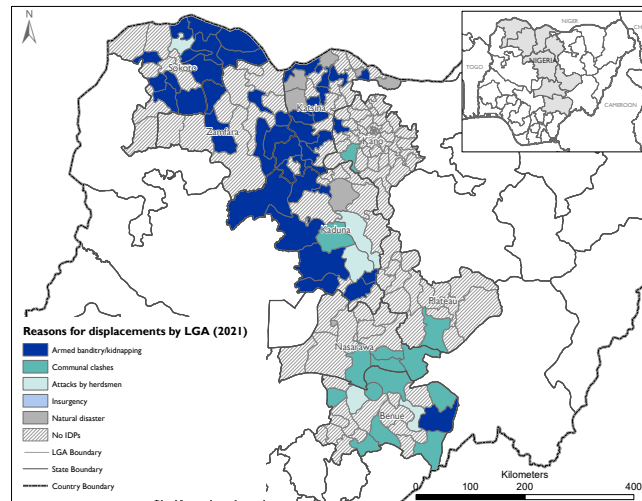 N
NIGER
CH
TOGO
NIGERIA
CAMEROON
Sokoto
Katsina
Zamfara
Kano
Kaduna
Plateau
Nasarawa
Benue
Reasons for displacements by LGA (2021)
Armed banditry/kidnapping
Communal clashes
Attacks by herdsmen
Insurgency
Natural disaster
No IDPs
LGA Boundary
State Boundary
Country Boundary
Kilometers
0 100 200 400